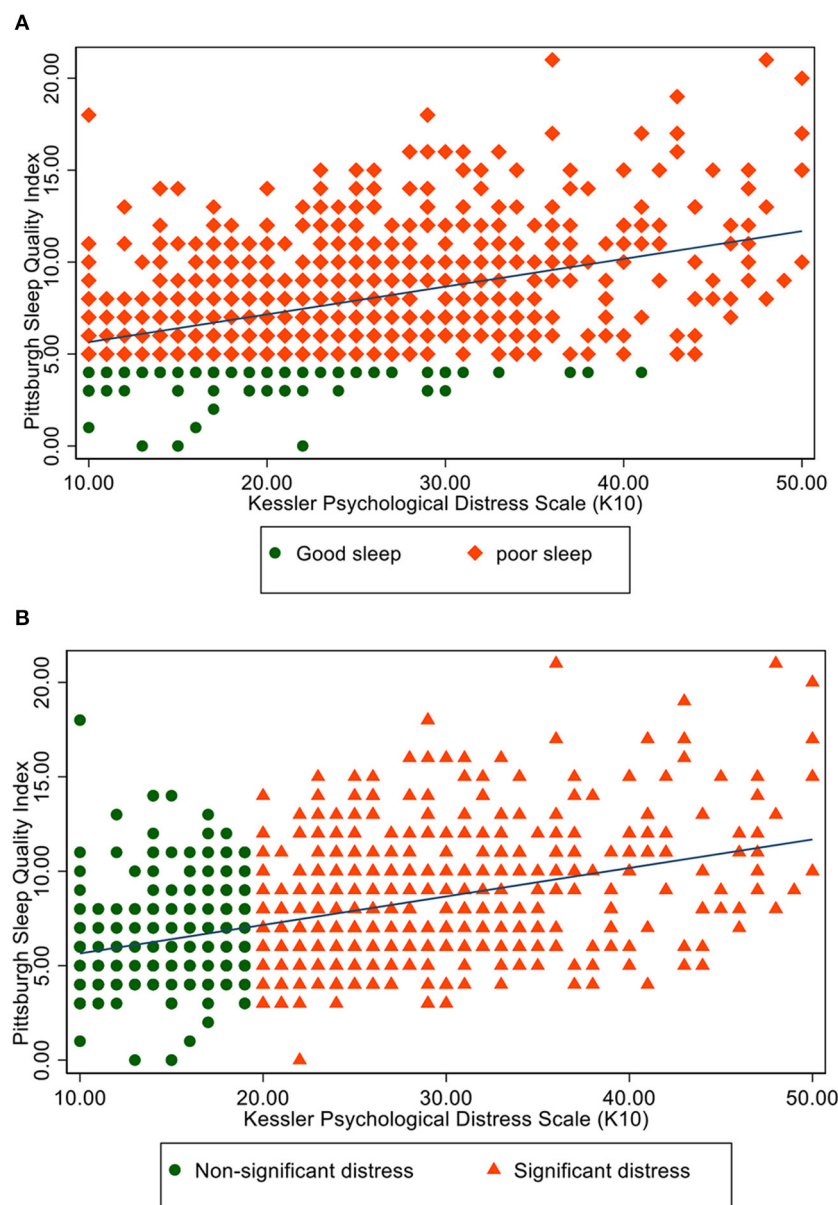 A
Pittsburgh Sleep Quality Index
20.00
15.00
10.00
5.00
0.00
10.00 20.00 30.00 40.00 50.00
Kessler Psychological Distress Scale (K10)
Good sleep poor sleep
B
Pittsburgh Sleep Quality Index
20.00
15.00
10.00
5.00
0.00
10.00 20.00 30.00 40.00 50.00
Kessler Psychological Distress Scale (K10)
Non-significant distress Significant distress